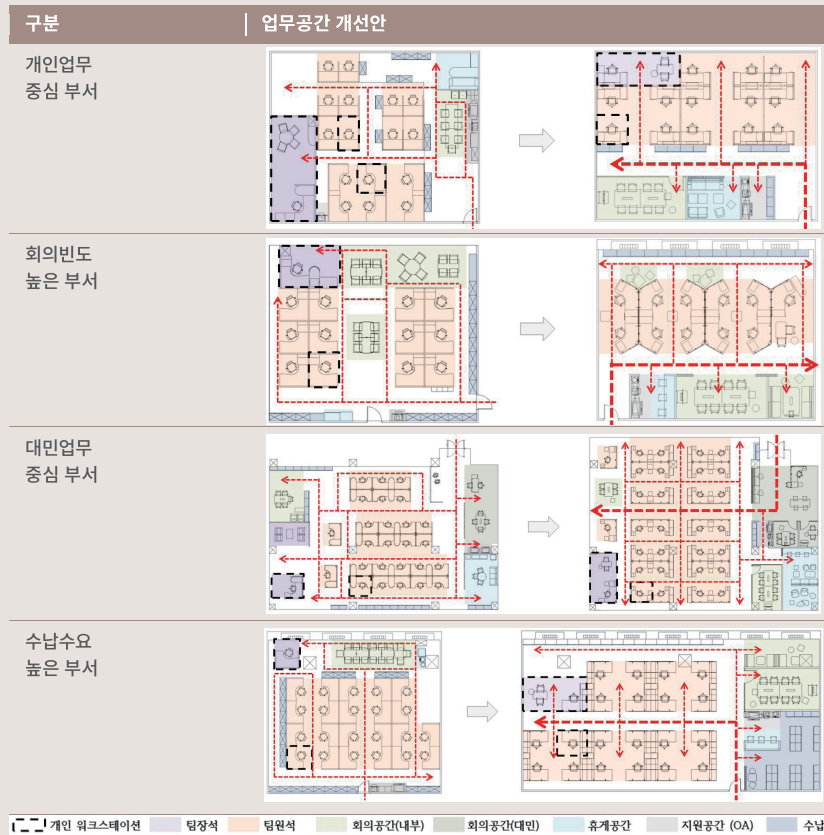 구분
업무공간 개선안
개인업무
중심 부서
회의빈도
높은 부서
대민업무
중심 부서
수납수요
높은 부서
개인 워크스테이션 팀장석 팀원석 회의공간(내부) 회의공간(대민) 휴게공간 지원공간 (OA) 수납